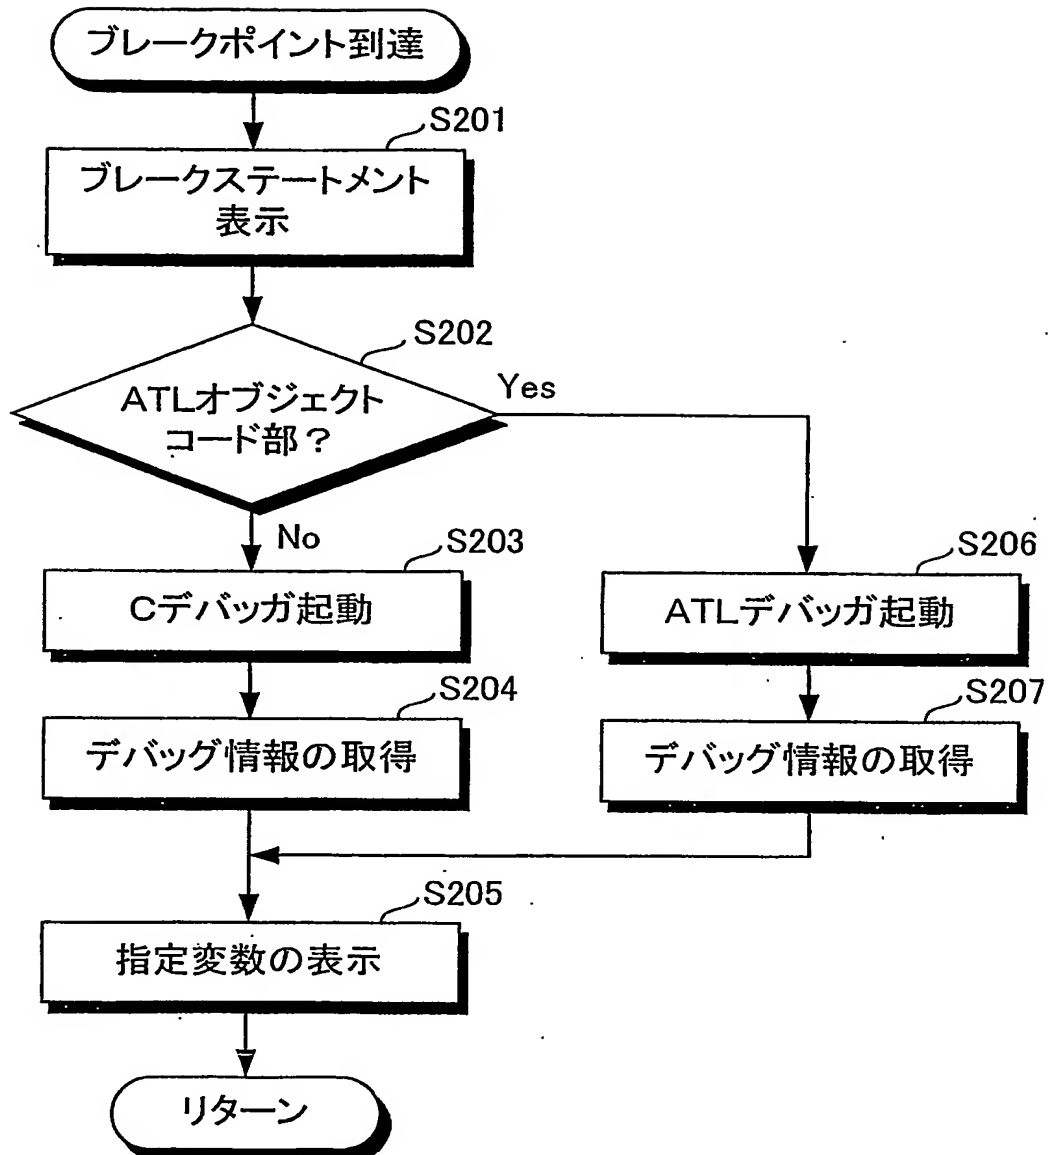 ブレークポイント到達
S201
ブレークステートメント
表示
S202
ATLオブジェクト
コード部？
Yes
No
S203
Cデバッガ起動
S206
ATLデバッガ起動
S204
デバッグ情報の取得
S207
デバッグ情報の取得
S205
指定変数の表示
リターン